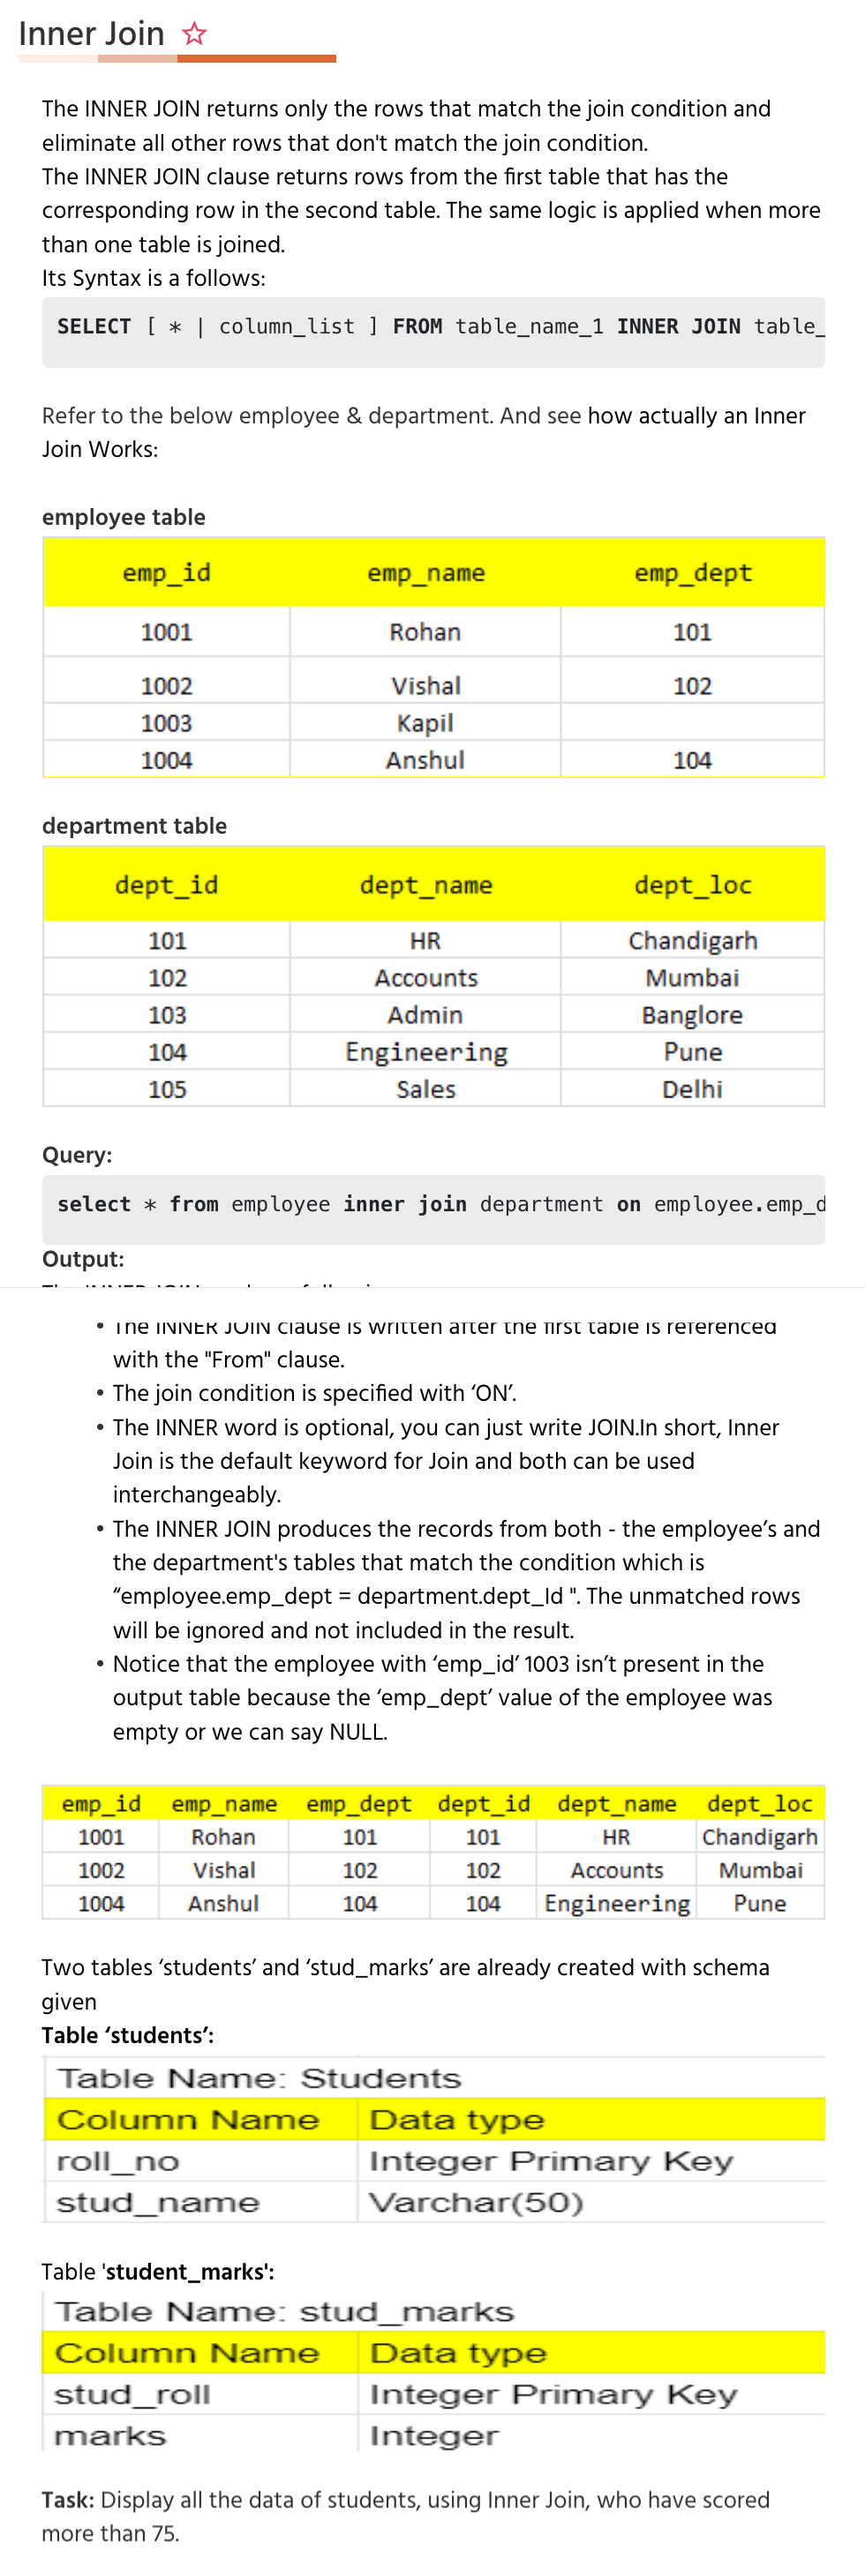 Inner Join
The INNER JOIN returns only the rows that match the join condition and
eliminate all other rows that don't match the join condition.
The INNER JOIN clause returns rows from the first table that has the
corresponding row in the second table. The same logic is applied when more
than one table is joined.
Its Syntax is a follows:
SELECT [ * | column_list ] FROM table_name_1 INNER JOIN table_
Refer to the below employee & department. And see how actually an Inner
Join Works:
employee table
emp_id emp_name emp_dept
1001 Rohan 101
1002 Vishal 102
1003 Kapil
1004 Anshul 104
department table
dept_id dept_name dept_loc
101 HR Chandigarh
102 Accounts Mumbai
103 Admin Banglore
104 Engineering Pune
105 Sales Delhi
Query:
select * from employee inner join department on employee.emp_d
Output:
• The INNER JOIN clause is written after the first table is referenced
with the "From" clause.
• The join condition is specified with ‘ON’.
• The INNER word is optional, you can just write JOIN.In short, Inner
Join is the default keyword for Join and both can be used
interchangeably.
• The INNER JOIN produces the records from both - the employee’s and
the department's tables that match the condition which is
“employee.emp_dept = department.dept_Id ". The unmatched rows
will be ignored and not included in the result.
• Notice that the employee with ‘emp_id’ 1003 isn’t present in the
output table because the ‘emp_dept’ value of the employee was
empty or we can say NULL.
emp_id emp_name emp_dept dept_id dept_name dept_loc
1001 Rohan 101 101 HR Chandigarh
1002 Vishal 102 102 Accounts Mumbai
1004 Anshul 104 104 Engineering Pune
Two tables ‘students’ and ‘stud_marks’ are already created with schema
given
Table ‘students’:
Table Name: Students
Column Name Data type
roll_no Integer Primary Key
stud_name Varchar(50)
Table 'student_marks':
Table Name: stud_marks
Column Name Data type
stud_roll Integer Primary Key
marks Integer
Task: Display all the data of students, using Inner Join, who have scored
more than 75.